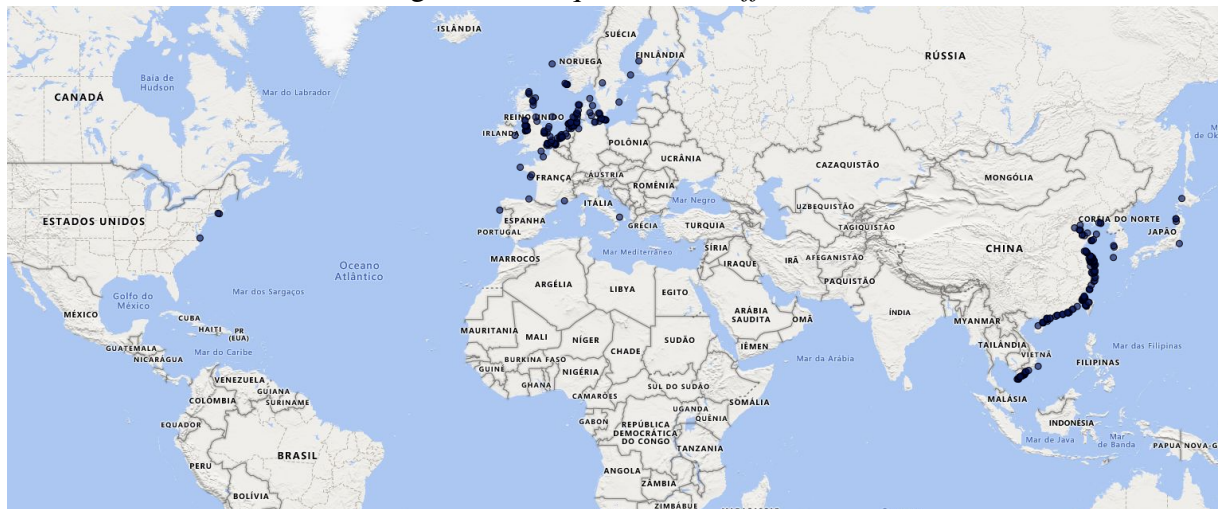 ISLÂNDIA
SUÉCIA
FINLÂNDIA
NORUEGA
RÚSSIA
Baía de
Hudson
Mar do Labrador
CANADÁ
REINO UNIDO
IRLANDA
POLÔNIA
UCRÂNIA
CAZAQUISTÃO
MONGÓLIA
FRANÇA
ÁUSTRIA
ROMÊNIA
ITÁLIA
Mar Negro
UZBEQUISTÃO
ESTADOS UNIDOS
ESPANHA
PORTUGAL
GRÉCIA
TURQUIA
TAJIQUISTÃO
CORÉIA DO NORTE
JAPÃO
CHINA
Mar Mediterrâneo
SÍRIA
IRAQUE
IRÃ
AFEGANISTÃO
MARROCOS
Oceano
Atlântico
PAQUISTÃO
ARGÉLIA
LIBYA
EGITO
Golfo do
México
Mar dos Sargaços
ARÁBIA
SAUDITA
OMÃ
ÍNDIA
MYANMAR
MÉXICO
CUBA
HAITI
PR
(EUA)
MAURITANIA
MALI
NÍGER
CHADE
SUDÃO
IÉMEN
Mar da Arábia
TAILÂNDIA
VIETNÃ
FILIPINAS
Mar das Filipinas
GUATEMALA
NICARÁGUA
Mar do Caribe
BURKINA FASO
GUINÉ
GHANA
NIGÉRIA
VENEZUELA
GUIANA
SURINAME
COLÔMBIA
CAMARÕES
SUL DO SUDÃO
SOMÁLIA
MALÁSIA
EQUADOR
GABON
UGANDA
QUÊNIA
REPÚBLICA
DEMOCRÁTICA
DO CONGO
INDONÉSIA
Mar de Java
Mar
de Banda
PAPUA NOVA G
TANZANIA
PERU
BRASIL
ANGOLA
ZÂMBIA
BOLÍVIA
ZIMBÁBUE